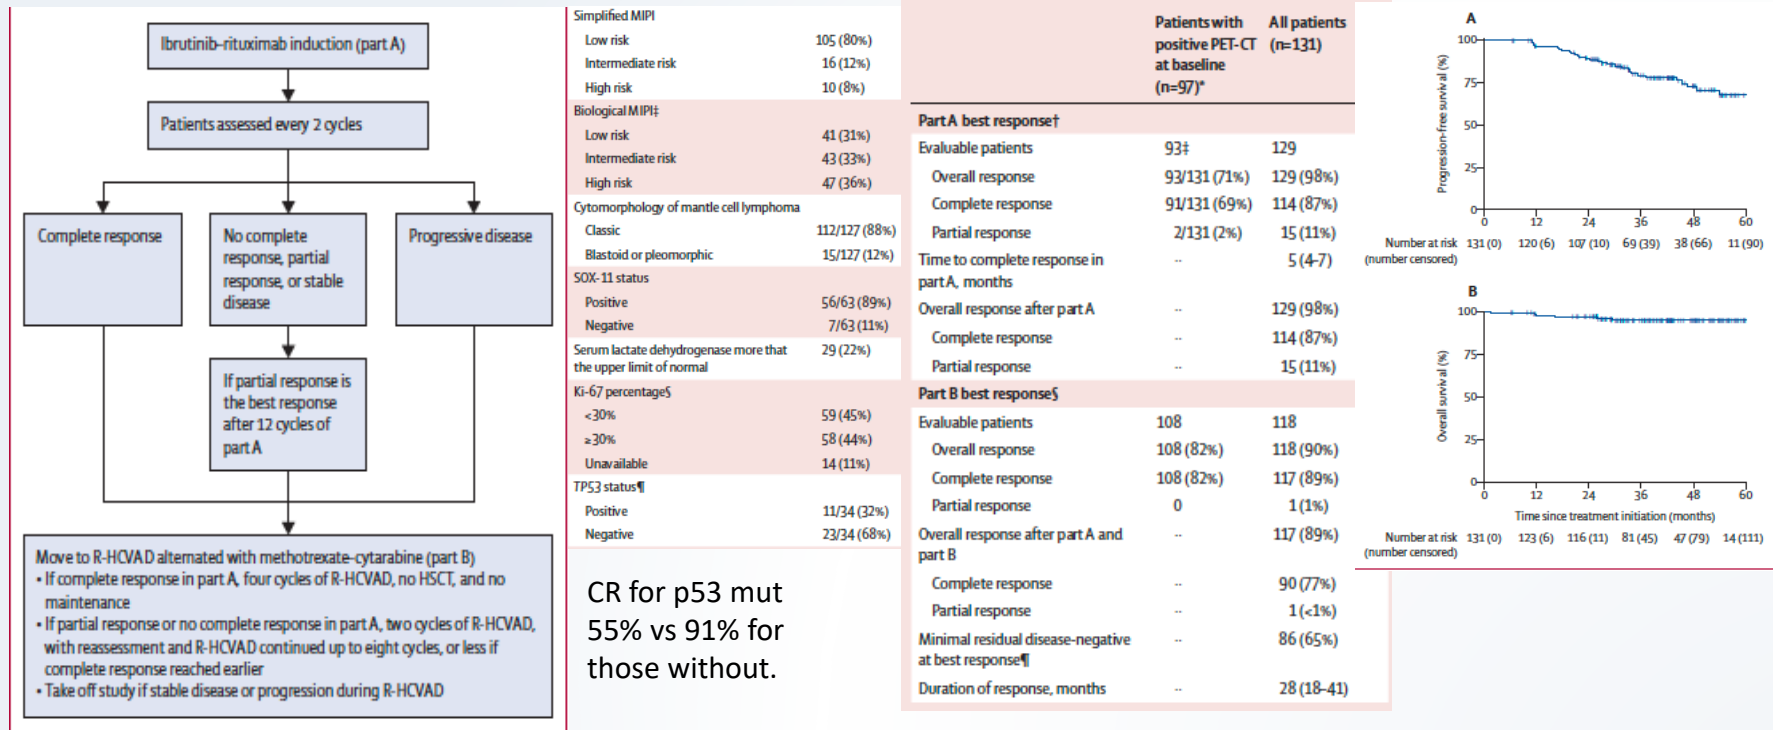 Ibrutinib–rituximab induction (part A)
Patients assessed every 2 cycles
Complete response
No complete
response, partial
response, or stable
disease
Progressive disease
If partial response is
the best response
after 12 cycles of
part A
Move to R-HCVAD alternated with methotrexate-cytarabine (part B)
• If complete response in part A, four cycles of R-HCVAD, no HSCT, and no
maintenance
• If partial response or no complete response in part A, two cycles of R-HCVAD,
with reassessment and R-HCVAD continued up to eight cycles, or less if
complete response reached earlier
• Take off study if stable disease or progression during R-HCVAD
Simplified MIPI
Low risk 105 (80%)
Intermediate risk 16 (12%)
High risk 10 (8%)
Biological MIPI‡
Low risk 41 (31%)
Intermediate risk 43 (33%)
High risk 47 (36%)
Cytomorphology of mantle cell lymphoma
Classic 112/127 (88%)
Blastoid or pleomorphic 15/127 (12%)
SOX-11 status
Positive 56/63 (89%)
Negative 7/63 (11%)
Serum lactate dehydrogenase more that 29 (22%)
the upper limit of normal
Ki-67 percentage§
<30% 59 (45%)
≥30% 58 (44%)
Unavailable 14 (11%)
TP53 status¶
Positive 11/34 (32%)
Negative 23/34 (68%)
CR for p53 mut
55% vs 91% for
those without.
Patients with All patients
positive PET-CT (n=131)
at baseline
(n=97)*
Part A best response†
Evaluable patients 93‡ 129
Overall response 93/131 (71%) 129 (98%)
Complete response 91/131 (69%) 114 (87%)
Partial response 2/131 (2%) 15 (11%)
Time to complete response in ·· 5 (4–7)
part A, months
Overall response after part A ·· 129 (98%)
Complete response ·· 114 (87%)
Partial response ·· 15 (11%)
Part B best response§
Evaluable patients 108 118
Overall response 108 (82%) 118 (90%)
Complete response 108 (82%) 117 (89%)
Partial response 0 1 (1%)
Overall response after part A and ·· 117 (89%)
part B
Complete response ·· 90 (77%)
Partial response ·· 1 (<1%)
Minimal residual disease-negative ·· 86 (65%)
at best response¶
Duration of response, months ·· 28 (18–41)
A
Progression-free survival (%)
100
75
50
25
0
0 12 24 36 48 60
Number at risk 131 (0) 120 (6) 107 (10) 69 (39) 38 (66) 11 (90)
(number censored)
B
Overall survival (%)
100
75
50
25
0
0 12 24 36 48 60
Time since treatment initiation (months)
Number at risk 131 (0) 123 (6) 116 (11) 81 (45) 47 (79) 14 (111)
(number censored)